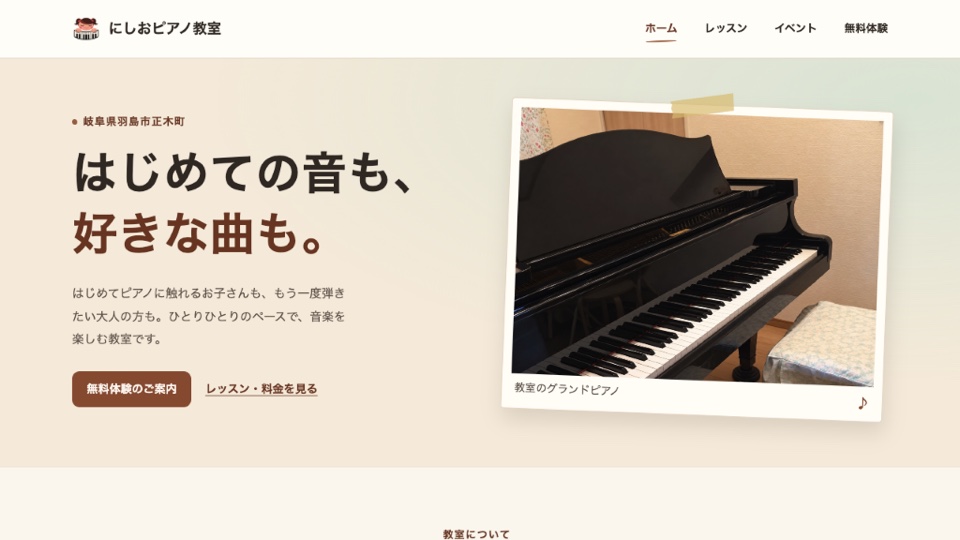 にしおピアノ教室
ホーム
レッスン
イベント
無料体験
岐阜県羽島市正木町
はじめての音も、
好きな曲も。
はじめてピアノに触れるお子さんも、もう一度弾き
たい大人の方も。ひとりひとりのペースで、音楽を
楽しむ教室です。
無料体験のご案内
レッスン・料金を見る
教室のグランドピアノ
♪
教室について